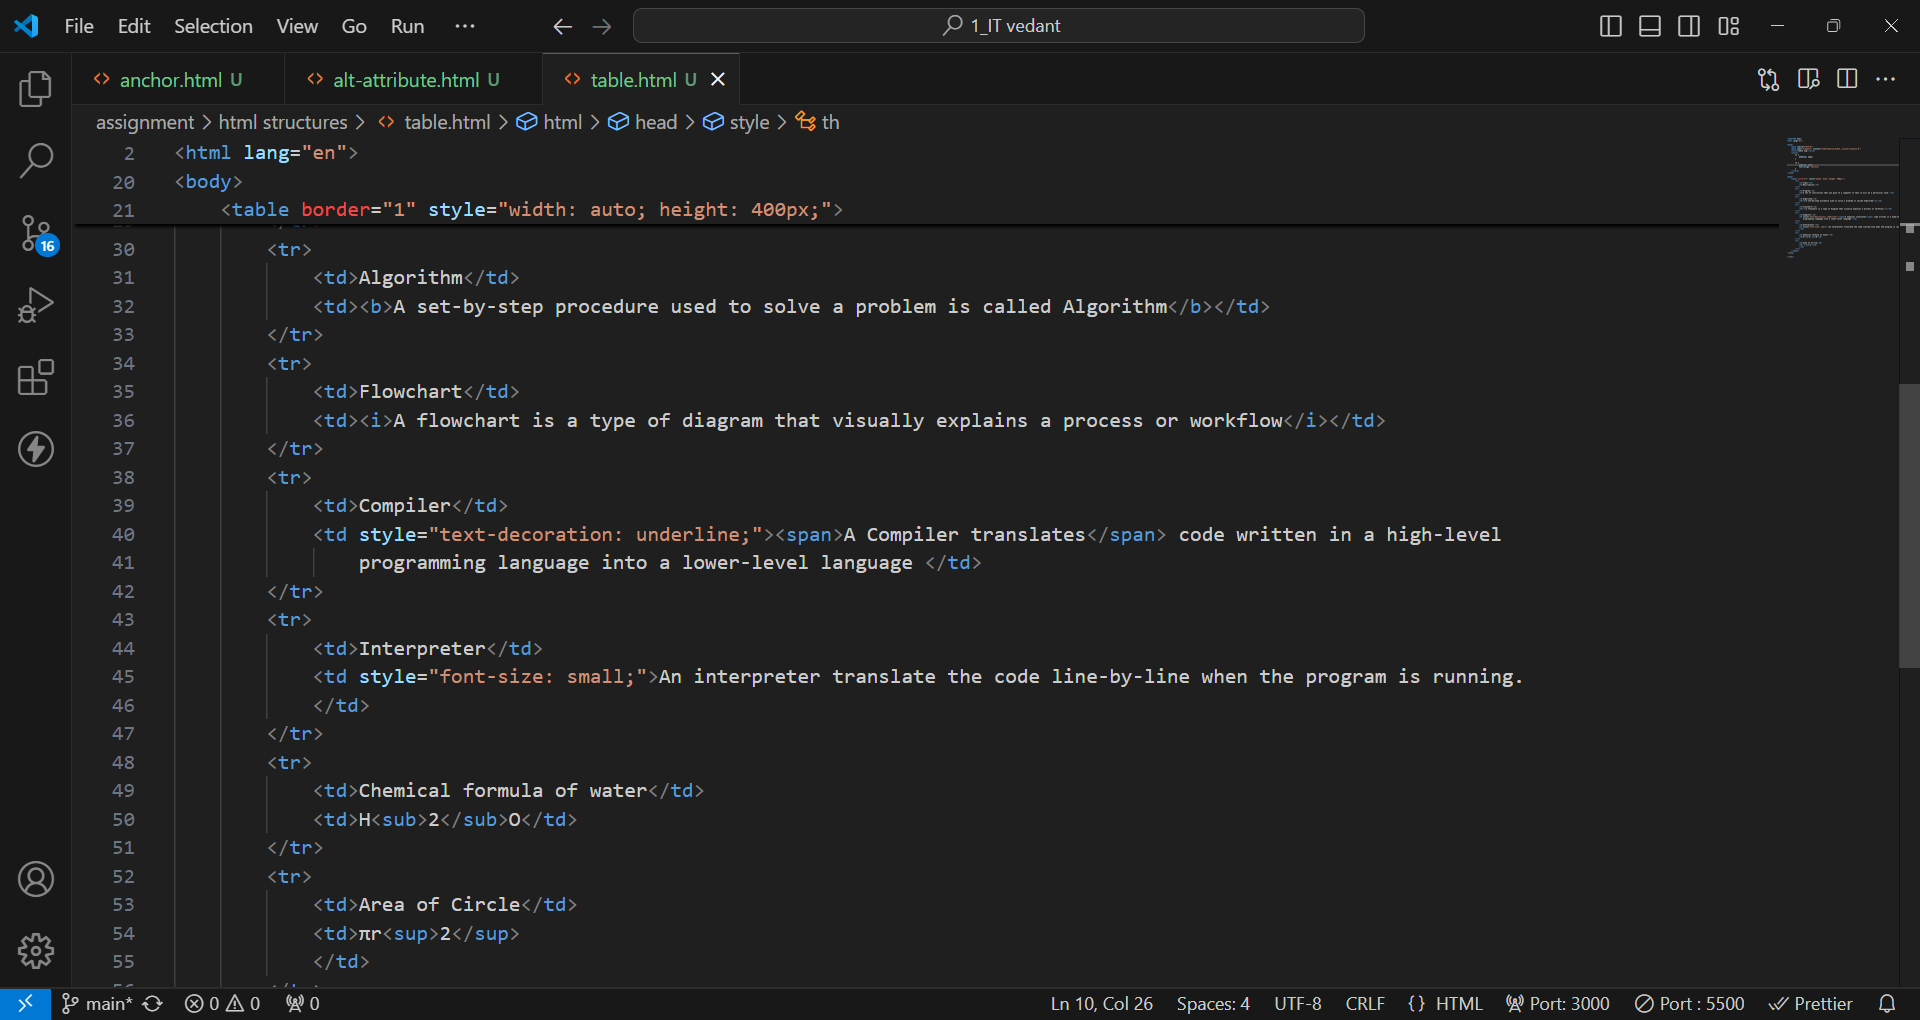 File Edit Selection View Go Run ···
1_IT vedant
anchor.html U
alt-attribute.html U
table.html U
assignment > html structures > <> table.html > html > head > style > th
2 <html lang="en">
20 <body>
21 <table border="1" style="width: auto; height: 400px;">
30 <tr>
31 <td>Algorithm</td>
32 <td><b>A set-by-step procedure used to solve a problem is called Algorithm</b></td>
33 </tr>
34 <tr>
35 <td>Flowchart</td>
36 <td><i>A flowchart is a type of diagram that visually explains a process or workflow</i></td>
37 </tr>
38 <tr>
39 <td>Compiler</td>
40 <td style="text-decoration: underline;"><span>A Compiler translates</span> code written in a high-level
41 programming language into a lower-level language </td>
42 </tr>
43 <tr>
44 <td>Interpreter</td>
45 <td style="font-size: small;">An interpreter translate the code line-by-line when the program is running.
46 </td>
47 </tr>
48 <tr>
49 <td>Chemical formula of water</td>
50 <td>H<sub>2</sub>O</td>
51 </tr>
52 <tr>
53 <td>Area of Circle</td>
54 <td>πr<sup>2</sup>
55 </td>
16
main* 0 0 0 Ln 10, Col 26 Spaces: 4 UTF-8 CRLF {} HTML Port: 3000 Port : 5500 Prettier